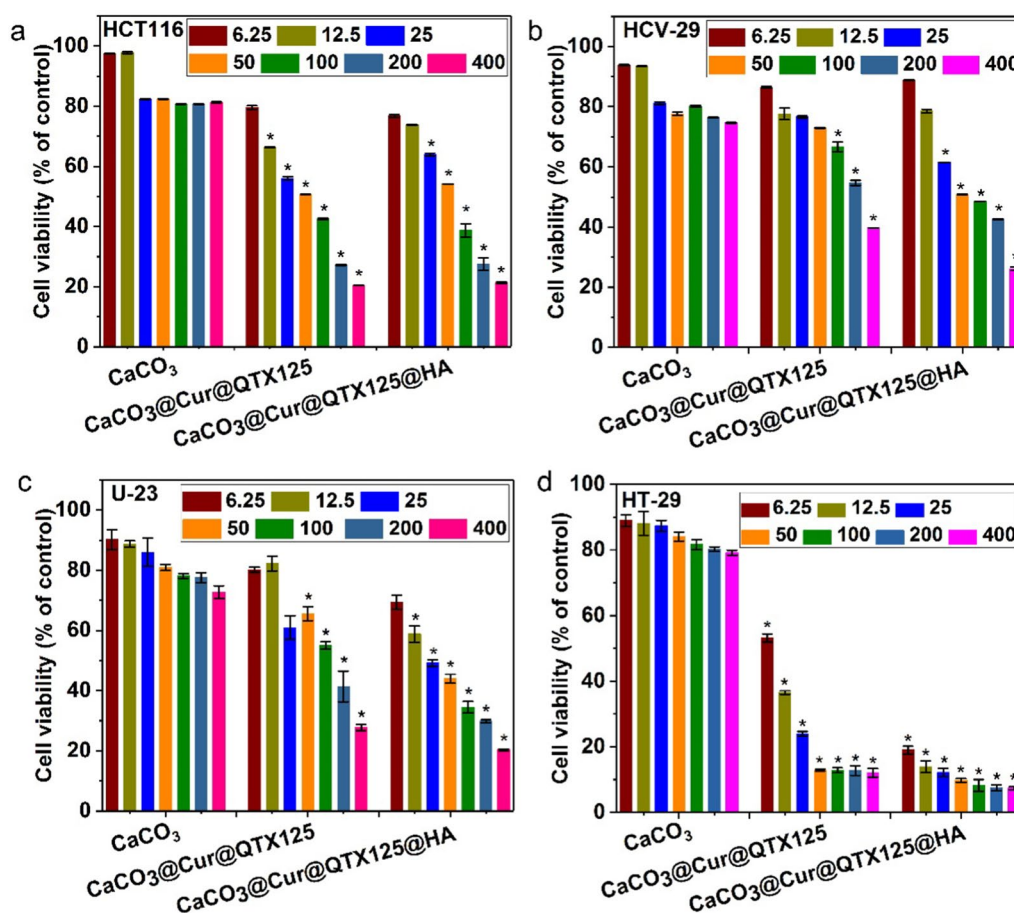 a
HCT116
6.25 12.5 25
50 100 200 400
Cell viability (% of control)
100
80
60
40
20
0
* * * * * *
* * * * *
CaCO₃
CaCO₃@Cur@QTX125
CaCO₃@Cur@QTX125@HA
b
HCV-29
6.25 12.5 25
50 100 200 400
Cell viability (% of control)
100
80
60
40
20
0
* * *
* * * * *
CaCO₃
CaCO₃@Cur@QTX125
CaCO₃@Cur@QTX125@HA
c
U-23
6.25 12.5 25
50 100 200 400
Cell viability (% of control)
100
80
60
40
20
0
* * * *
* * * * * *
CaCO₃
CaCO₃@Cur@QTX125
CaCO₃@Cur@QTX125@HA
d
HT-29
6.25 12.5 25
50 100 200 400
Cell viability (% of control)
100
80
60
40
20
0
* * * * * * *
* * * * * * *
CaCO₃
CaCO₃@Cur@QTX125
CaCO₃@Cur@QTX125@HA